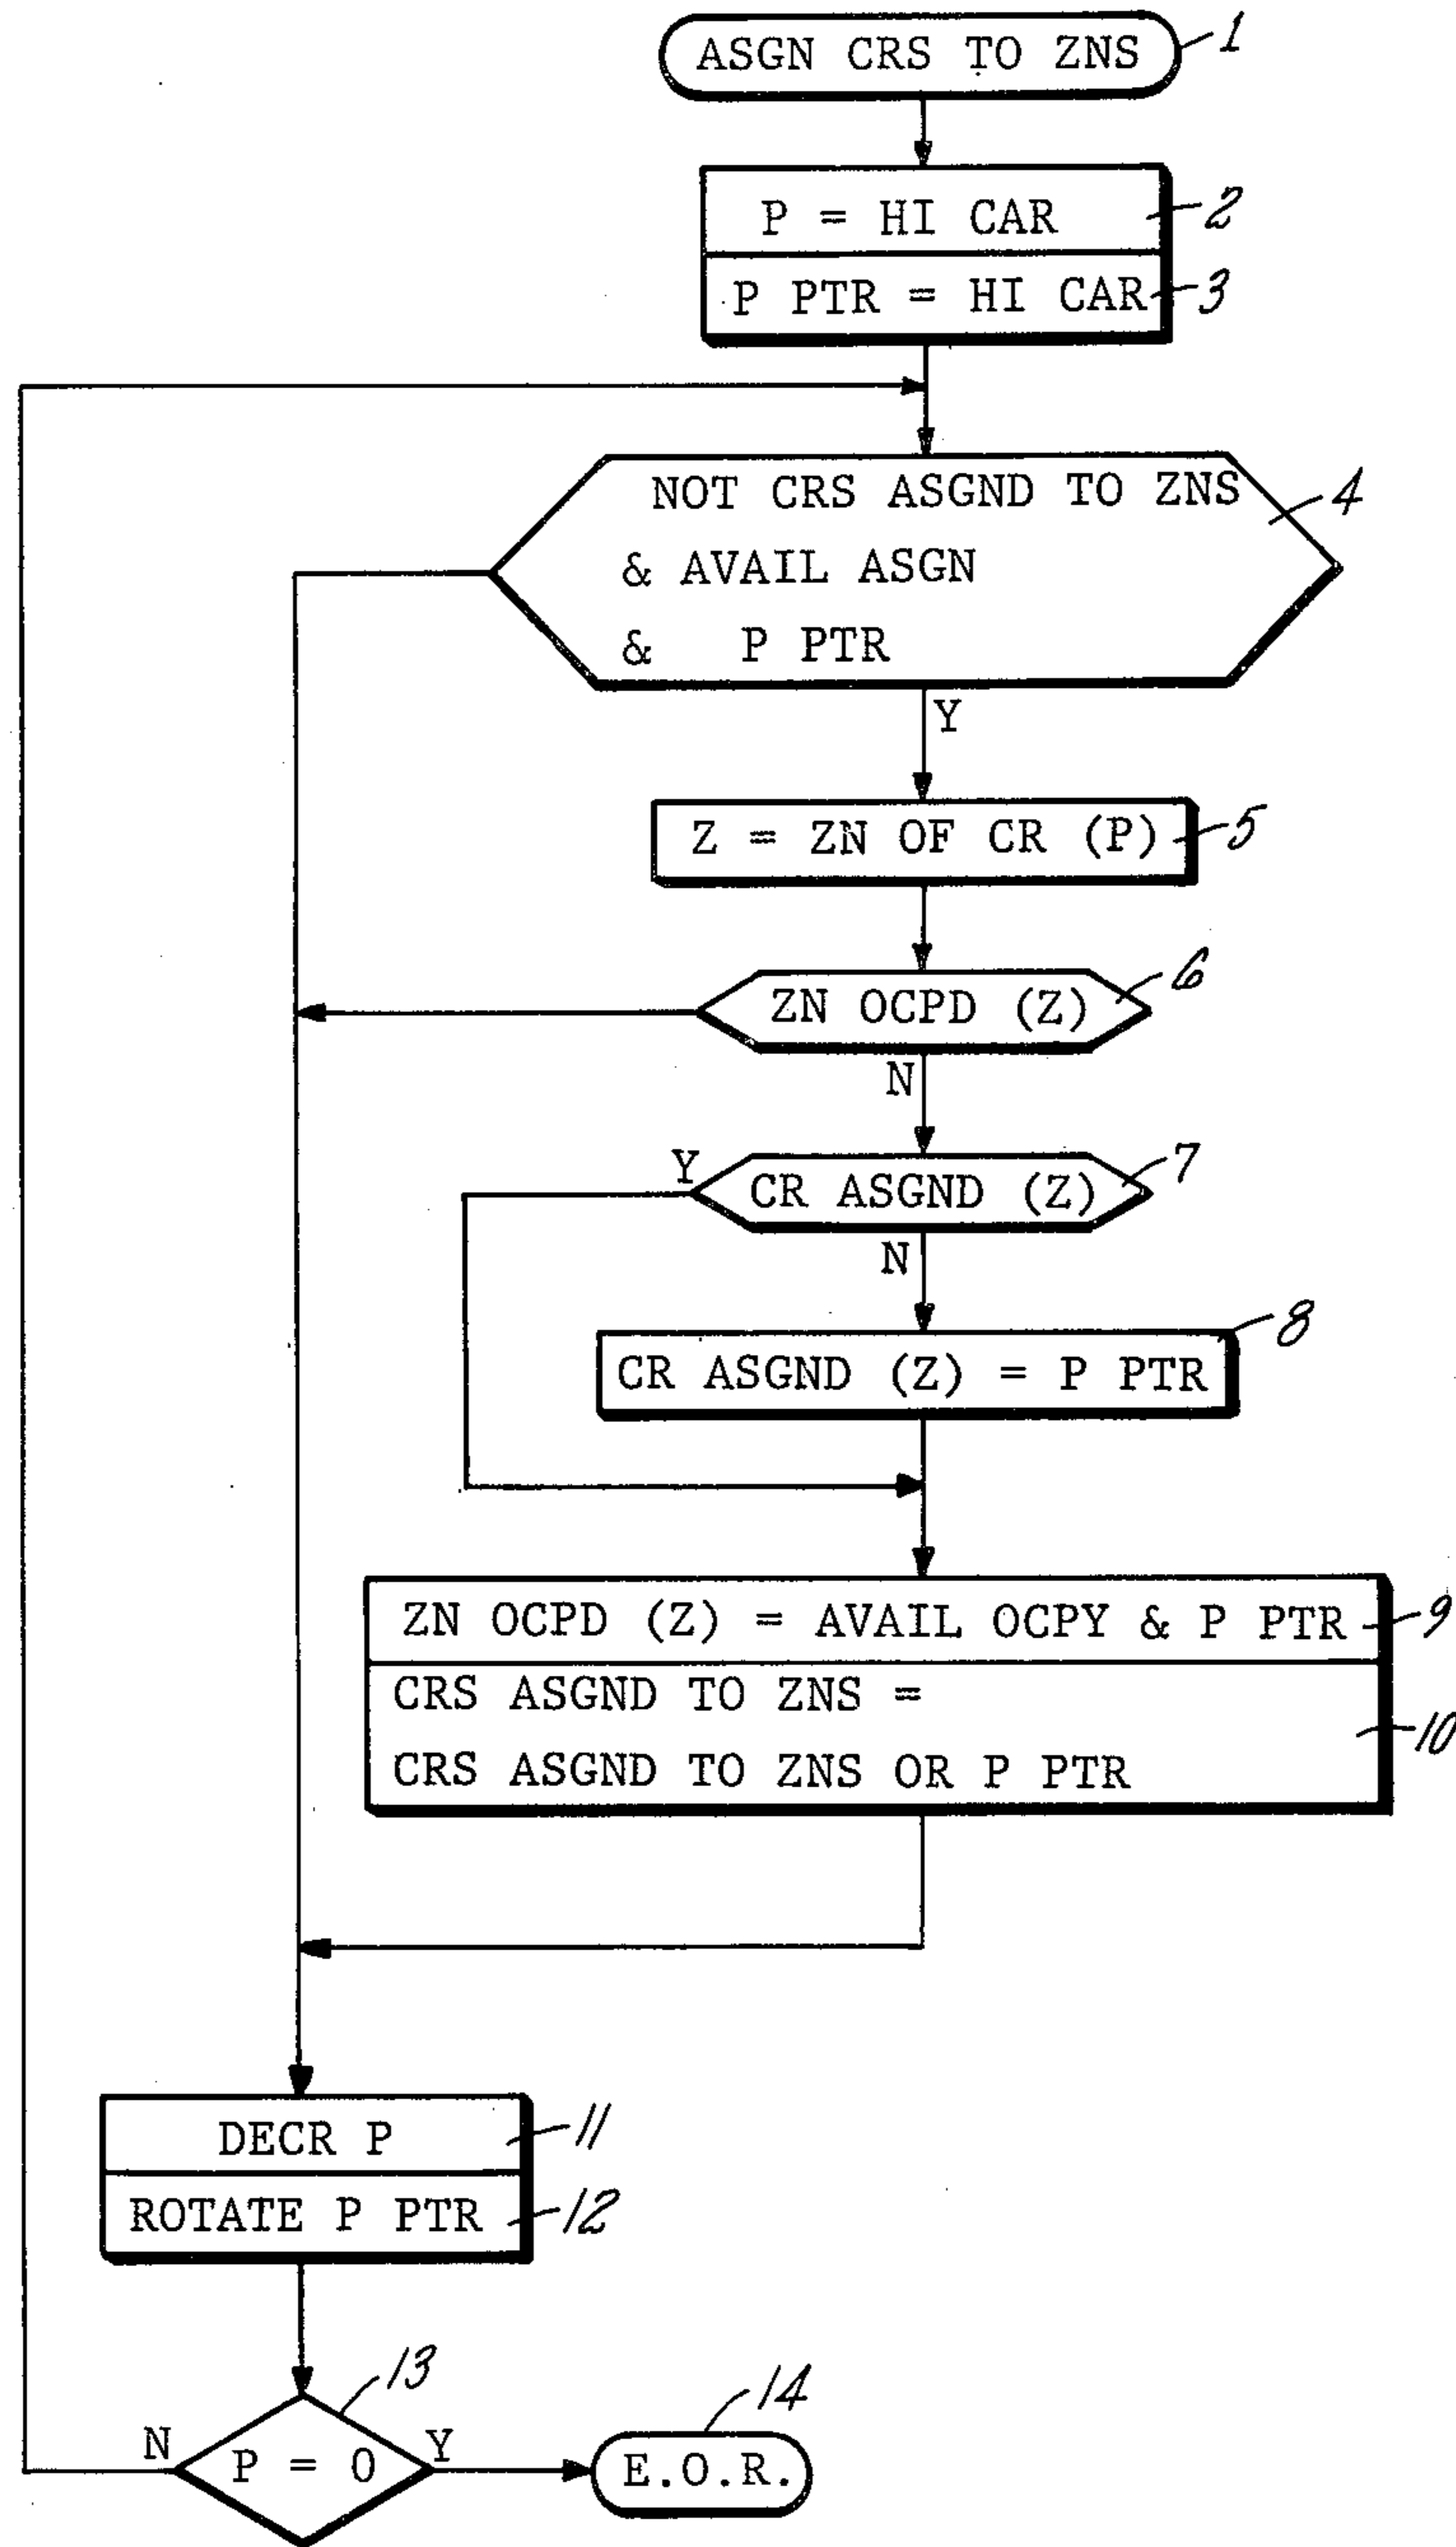 ASGN CRS TO ZNS 1
P = HI CAR 2
P PTR = HI CAR 3
NOT CRS ASGND TO ZNS 4
& AVAIL ASGN
& P PTR
Y
Z = ZN OF CR (P) 5
ZN OCPD (Z) 6
N
Y CR ASGND (Z) 7
N
8
CR ASGND (Z) = P PTR
ZN OCPD (Z) = AVAIL OCPY & P PTR 9
CRS ASGND TO ZNS =
10
CRS ASGND TO ZNS OR P PTR
DECR P 11
ROTATE P PTR 12
13
14
N P = 0 Y E.O.R.